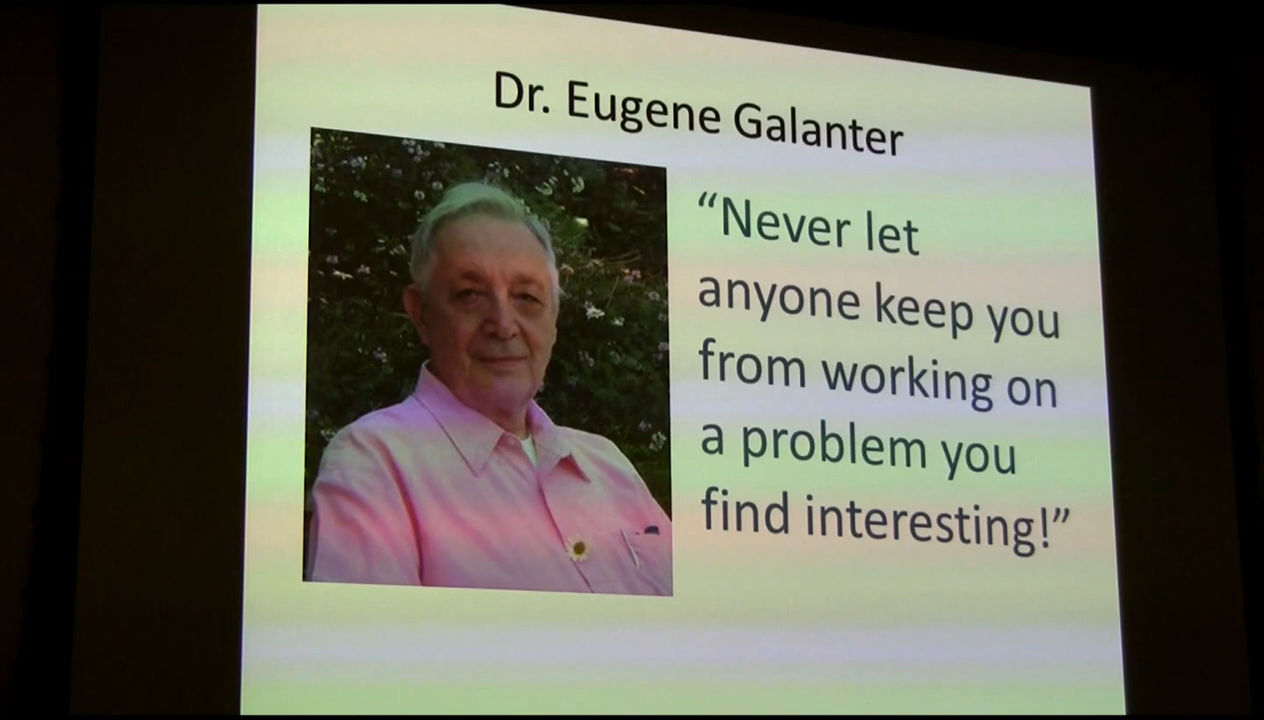 Dr. Eugene Galanter
“Never let
anyone keep you
from working on
a problem you
find interesting!”